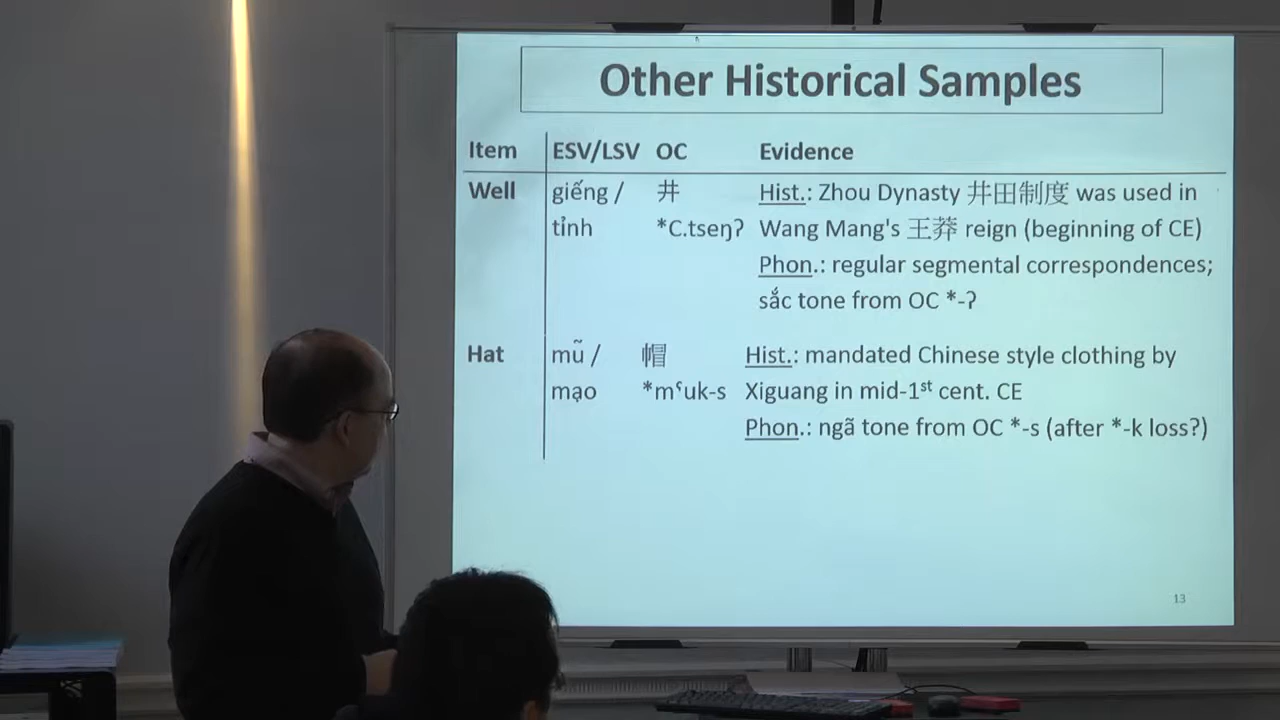 Other Historical Samples
Item ESV/LSV OC Evidence
Well giếng / 井 Hist.: Zhou Dynasty 井田制度 was used in
tỉnh *C.tseŋʔ Wang Mang's 王莽 reign (beginning of CE)
Phon.: regular segmental correspondences;
sắc tone from OC *-ʔ
Hat mũ / 帽 Hist.: mandated Chinese style clothing by
mạo *mˤuk-s Xiguang in mid-1st cent. CE
Phon.: ngã tone from OC *-s (after *-k loss?)
13